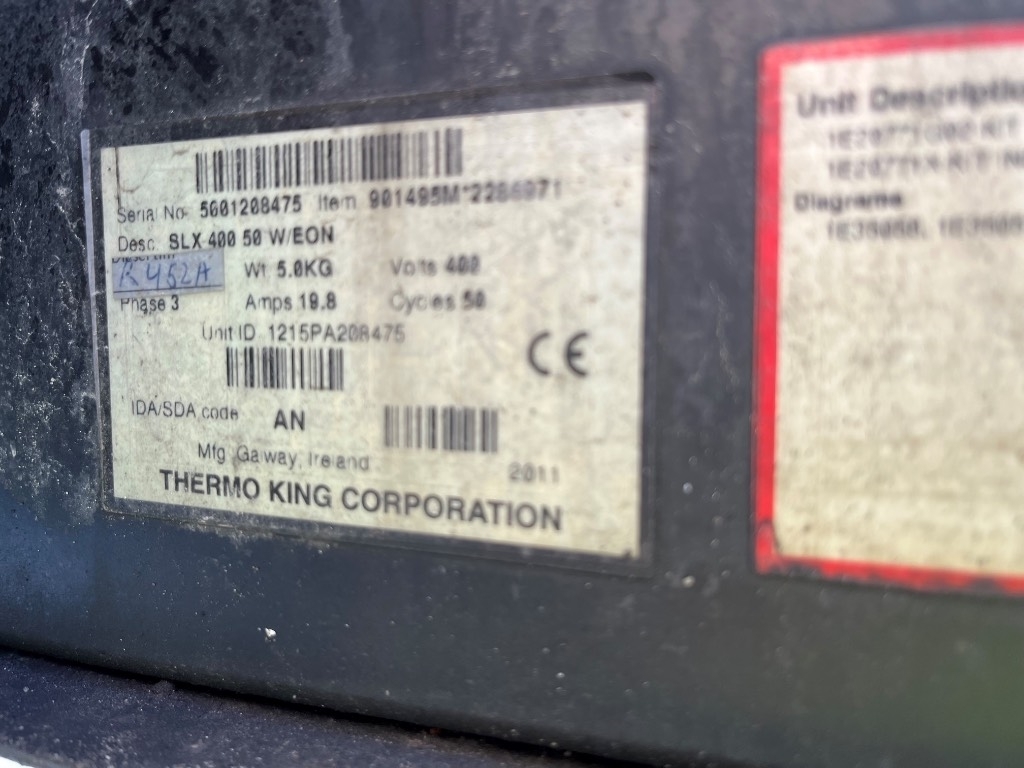 Serial No 5001208475 Item 901495M*2286971
Desc. SLX 400 50 W/EON
R452A Wt 5.0KG Volts 400
Phase 3 Amps 19.8 Cycles 50
Unit ID 1215PA208475
CE
IDA/SDA code AN
Mfg Galway, Ireland 2011
THERMO KING CORPORATION
Unit
Diagrams